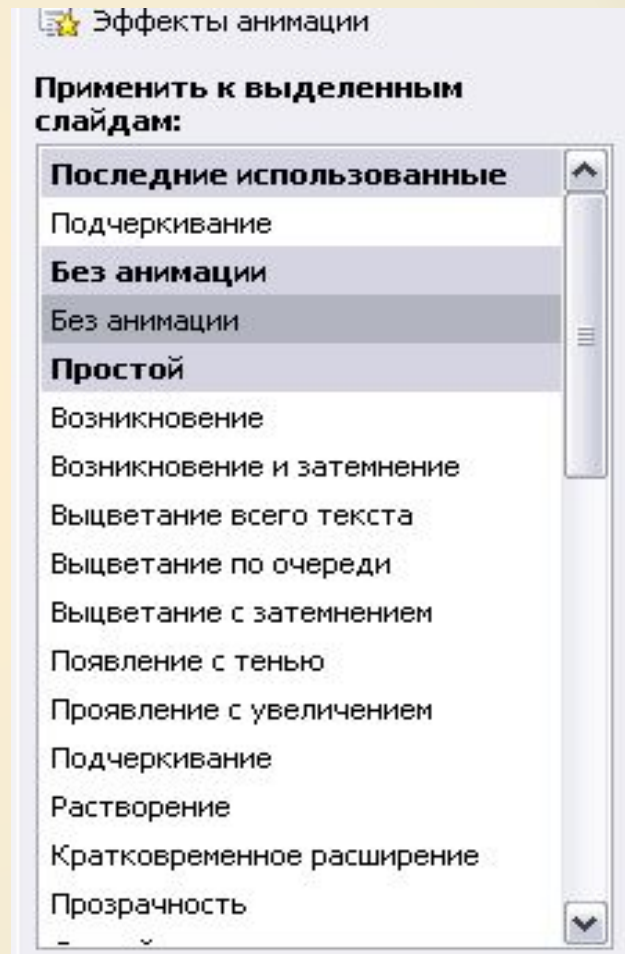 Эффекты анимации
Применить к выделенным
слайдам:
Последние использованные
Подчеркивание
Без анимации
Без анимации
Простой
Возникновение
Возникновение и затемнение
Выцветание всего текста
Выцветание по очереди
Выцветание с затемнением
Появление с тенью
Проявление с увеличением
Подчеркивание
Растворение
Кратковременное расширение
Прозрачность